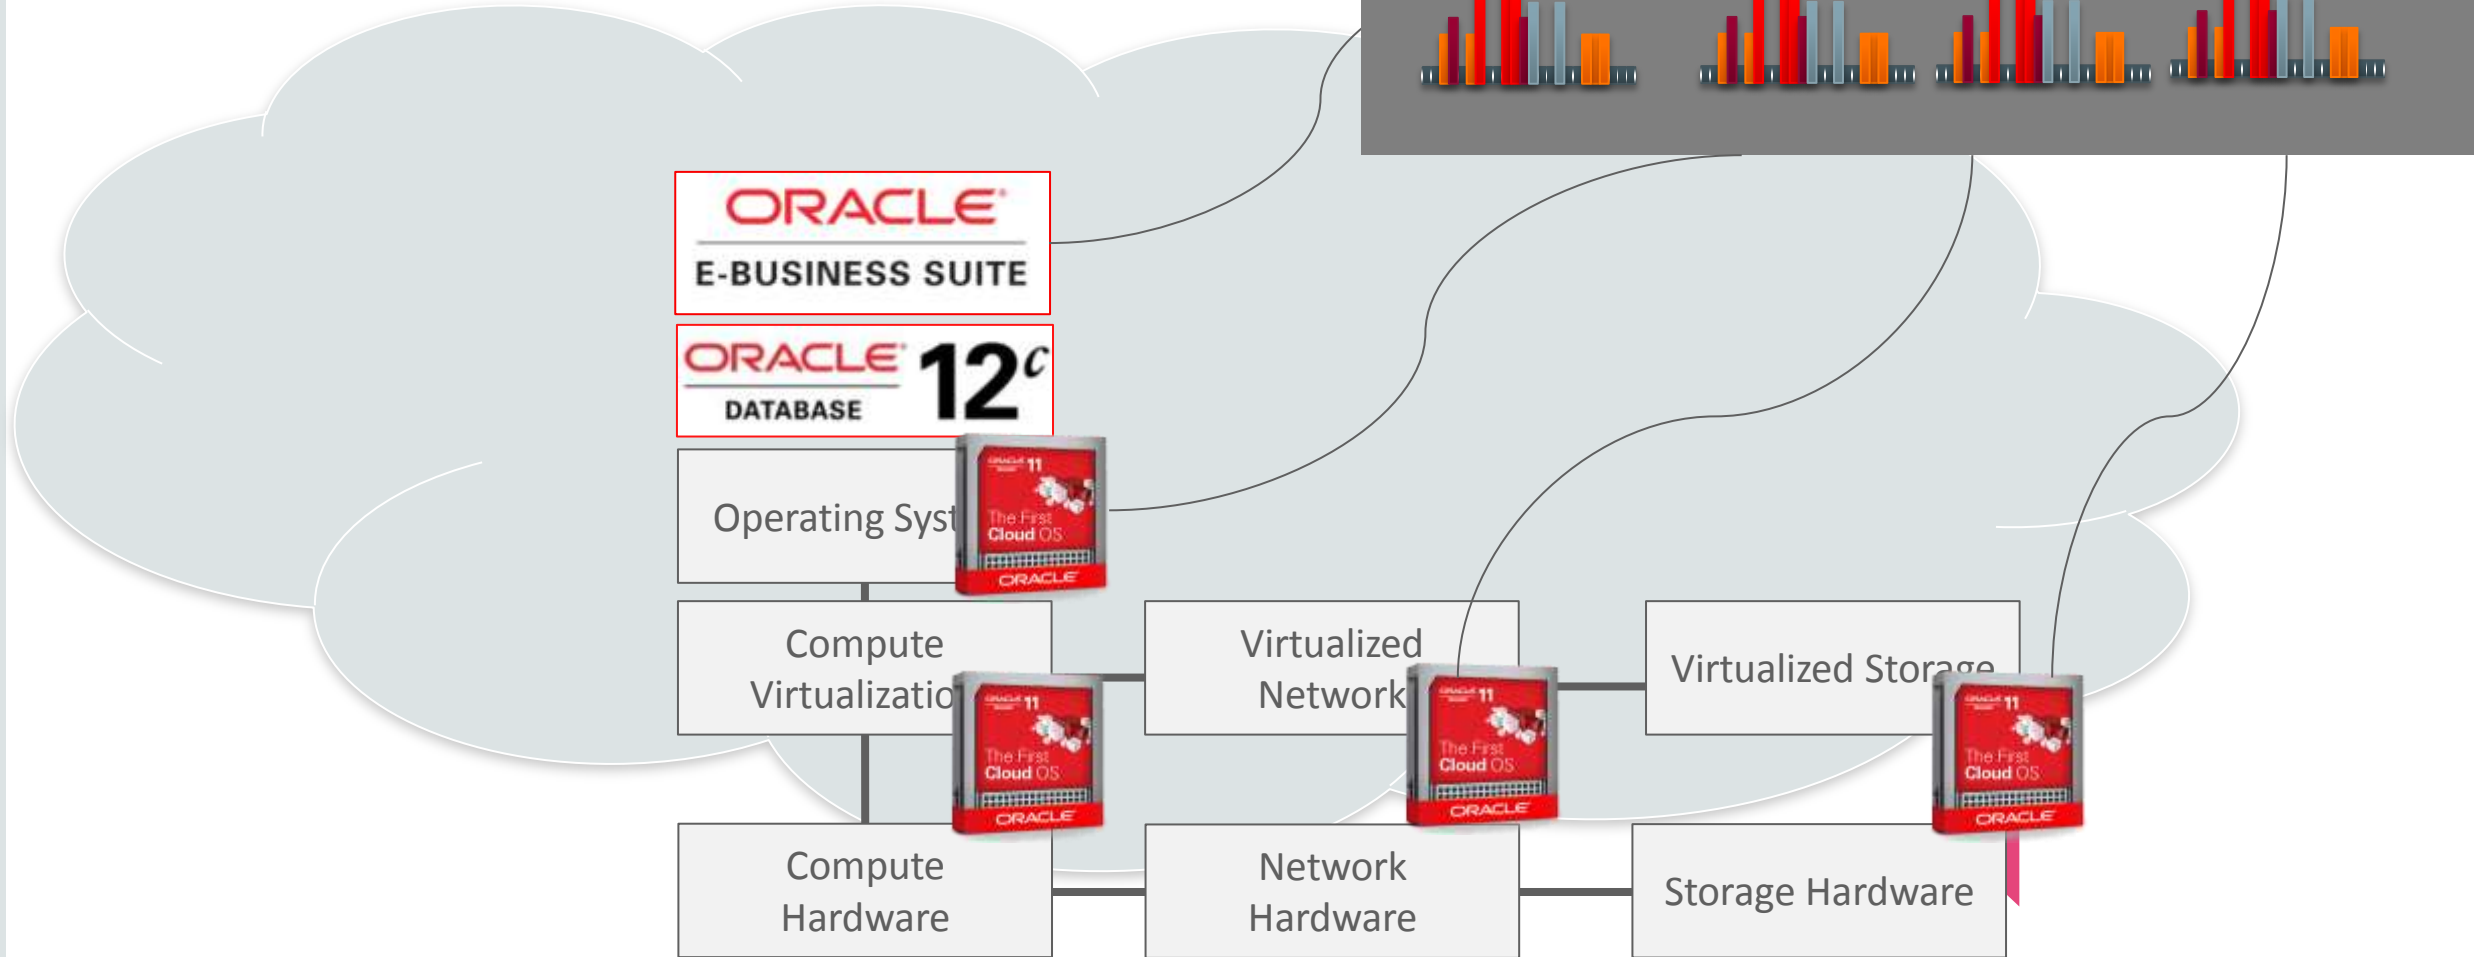 ORACLE
E-BUSINESS SUITE
ORACLE 12c
DATABASE
Operating Syst
ORACLE 11
The First
Cloud OS
ORACLE
Compute
Virtualizatio
ORACLE 11
The First
Cloud OS
ORACLE
Virtualized
Network
ORACLE 11
The First
Cloud OS
ORACLE
Virtualized Storage
ORACLE 11
The First
Cloud OS
ORACLE
Compute
Hardware
Network
Hardware
Storage Hardware